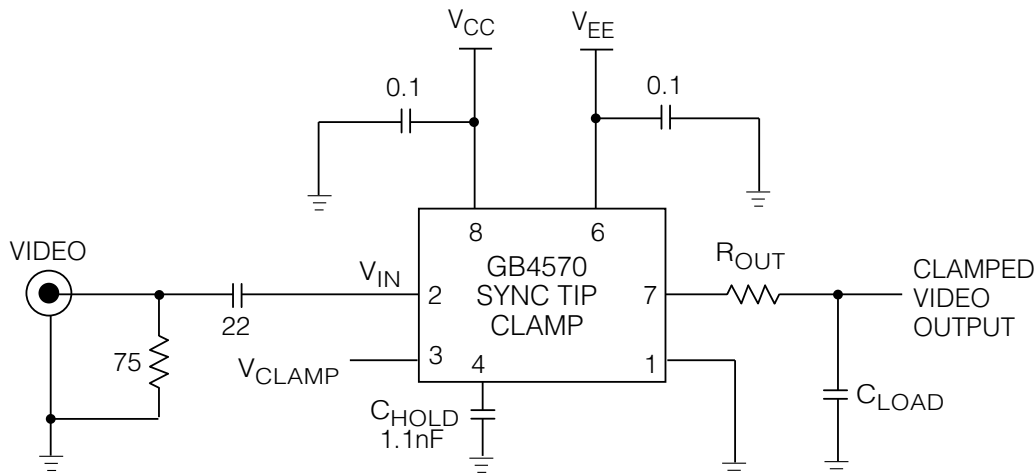 VCC
VEE
0.1
0.1
8
6
VIDEO
VIN
GB4570
SYNC TIP
CLAMP
2
7
ROUT
CLAMPED
VIDEO
OUTPUT
22
75
VCLAMP
3
4
1
CHOLD
1.1nF
CLOAD